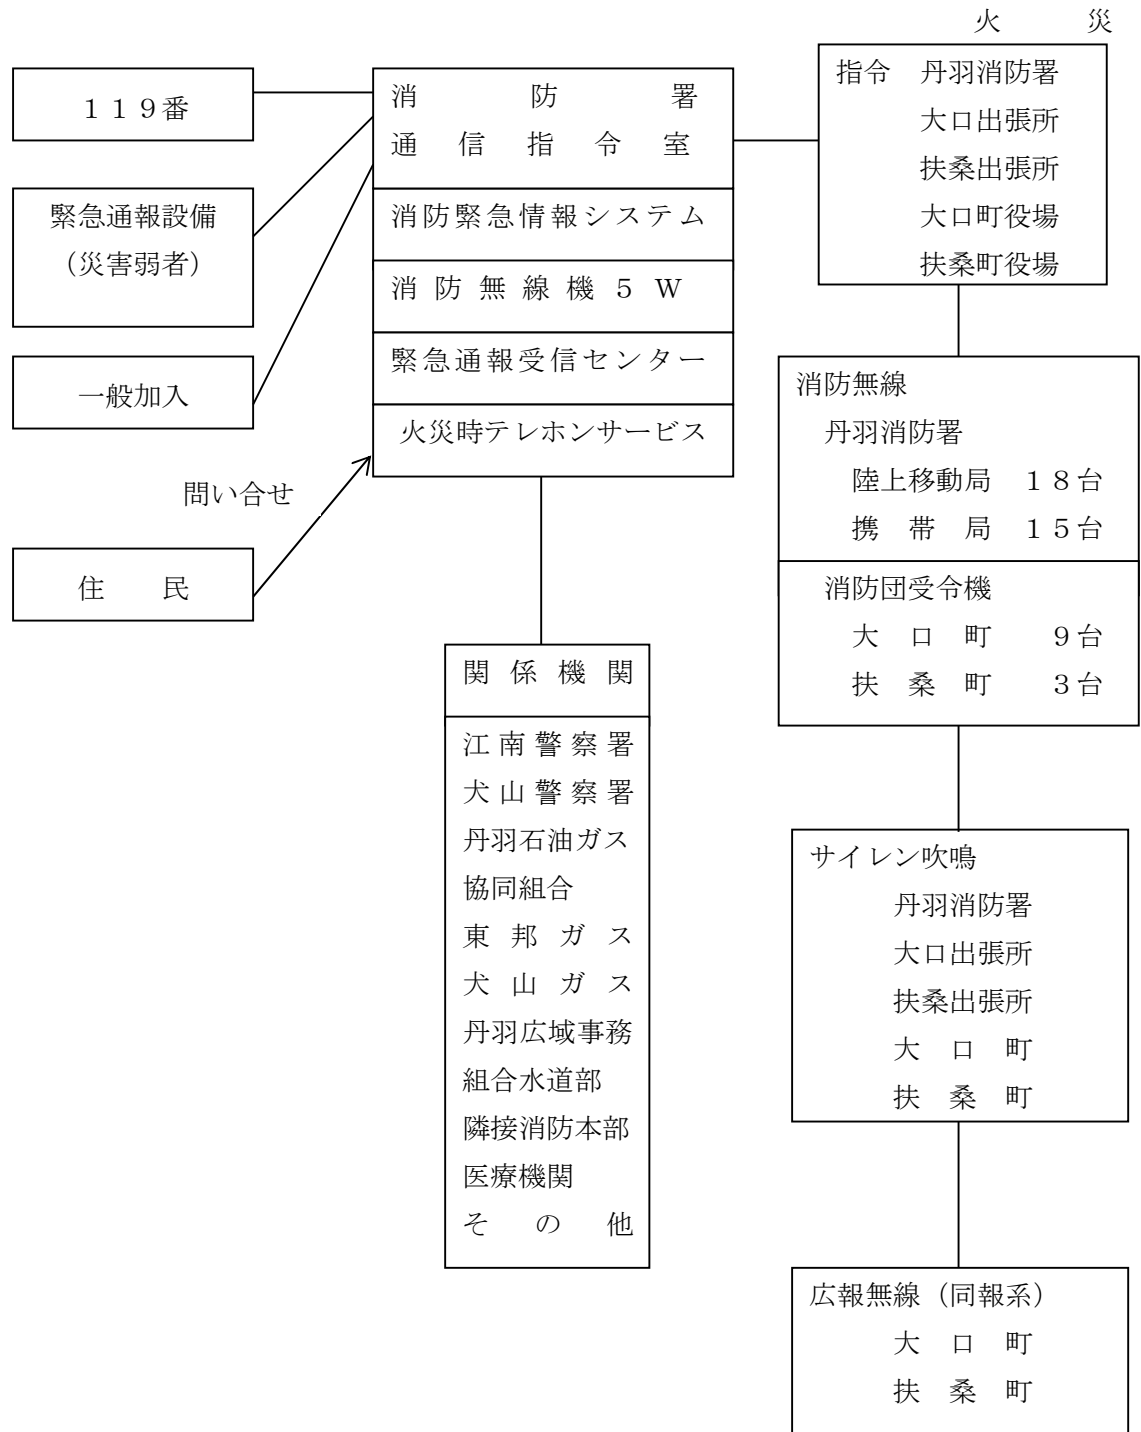 火　　災
１１９番
緊急通報設備
（災害弱者）
一般加入
問い合せ
住　　民
消　　防　　署
通　信　指　令　室
消防緊急情報システム
消防無線機５W
緊急通報受信センター
火災時テレホンサービス
関係機関
江南警察署
犬山警察署
丹羽石油ガス
協同組合
東邦ガス
犬山ガス
丹羽広域事務
組合水道部
隣接消防本部
医療機関
そ　の　他
指令　丹羽消防署
大口出張所
扶桑出張所
大口町役場
扶桑町役場
消防無線
丹羽消防署
陸上移動局　１８台
携　帯　局　１５台
消防団受令機
大　口　町　　９台
扶　桑　町　　３台
サイレン吹鳴
丹羽消防署
大口出張所
扶桑出張所
大　口　町
扶　桑　町
広報無線（同報系）
大　口　町
扶　桑　町